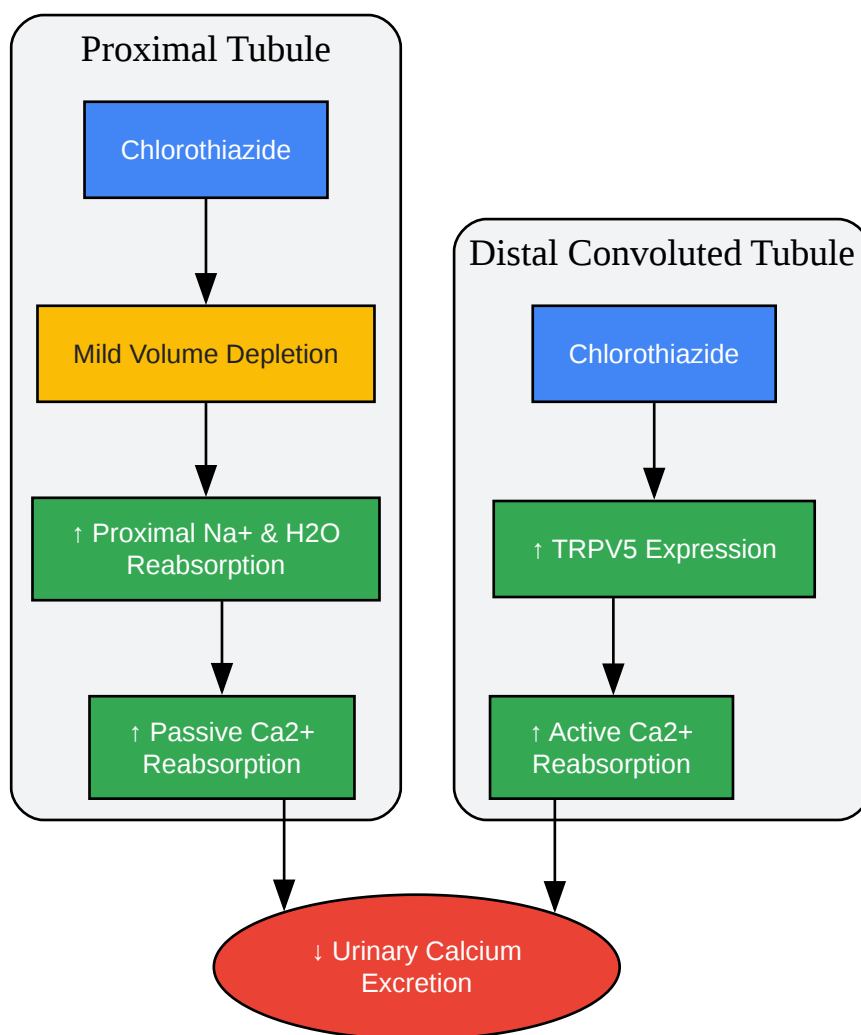 Proximal Tubule
Chlorothiazide
Mild Volume Depletion
↑ Proximal Na+ & H2O
Reabsorption
↑ Passive Ca2+
Reabsorption
Distal Convoluted Tubule
Chlorothiazide
↑ TRPV5 Expression
↑ Active Ca2+
Reabsorption
↓ Urinary Calcium
Excretion